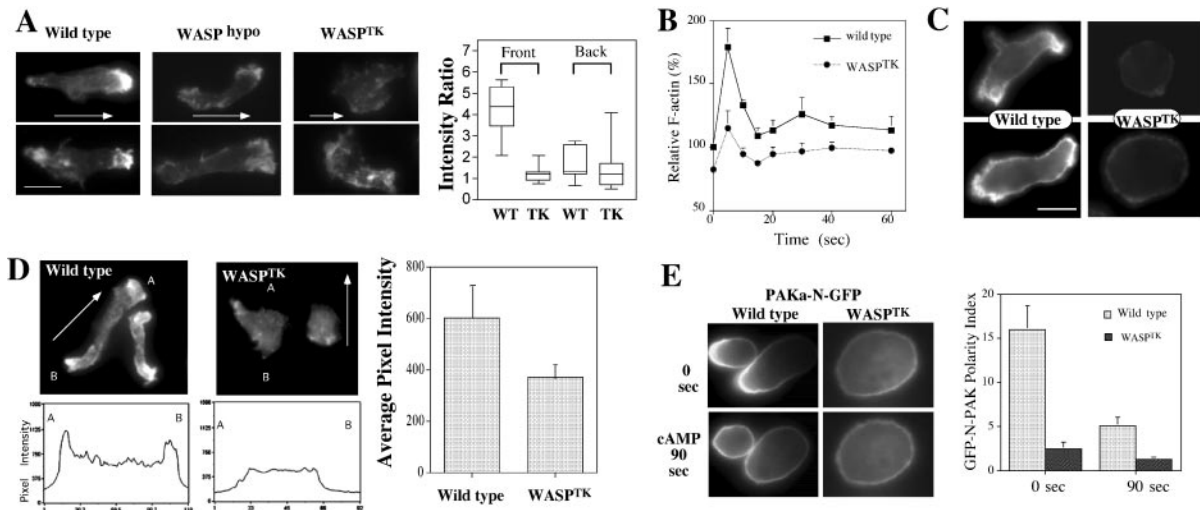 A
Wild type
WASP hypo
WASPTK
Intensity Ratio
7
6
5
4
3
2
1
0
Front
Back
WT TK WT TK
B
Relative F-actin (%)
200
150
100
50
wild type
WASPTK
0 20 40 60
Time (sec)
C
Wild type
WASPTK
D
Wild type
A
B
WASPTK
A
B
Pixel Intensity
A B
A B
Average Pixel Intensity
800
600
400
200
0
Wild type WASPTK
E
PAKa-N-GFP
Wild type WASPTK
0
sec
cAMP
90
sec
GFP-N-PAK Polarity Index
20
15
10
5
0
Wild type
WASPTK
0 sec 90 sec